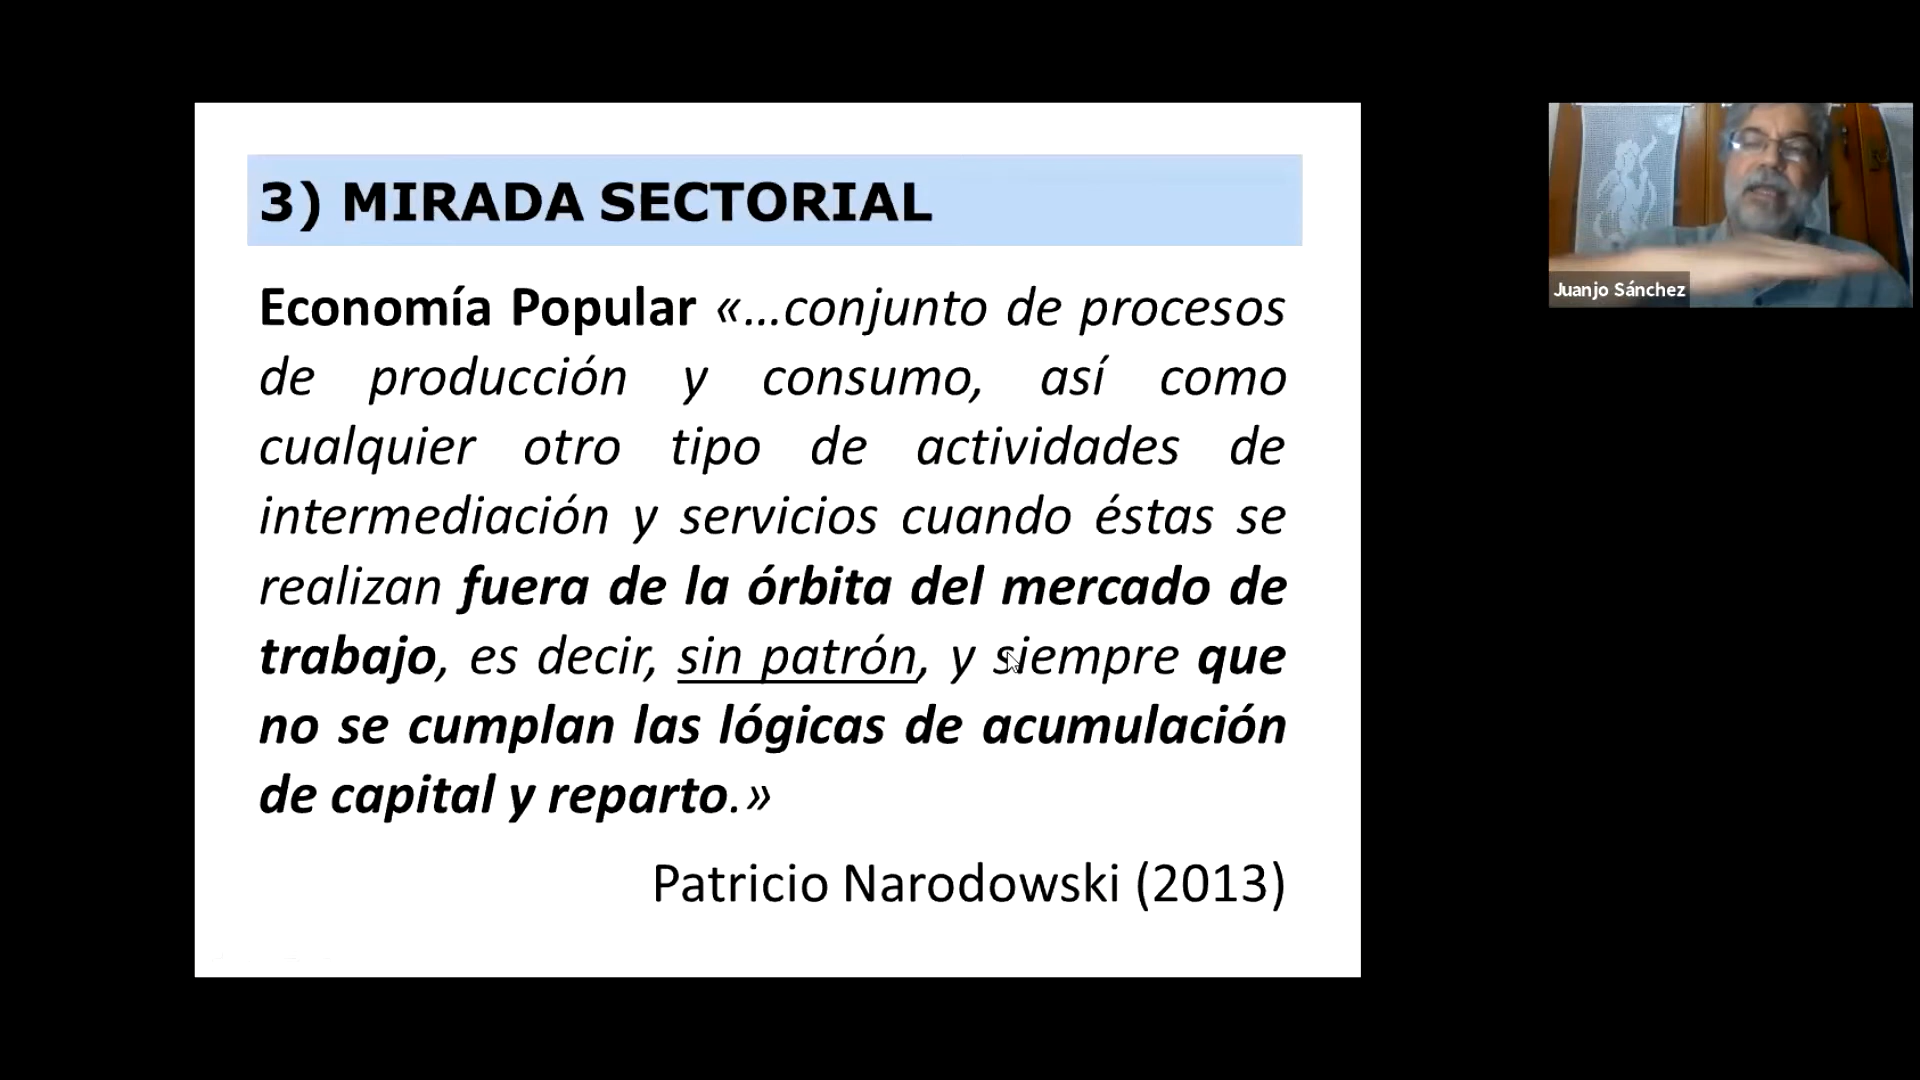 3) MIRADA SECTORIAL
Economía Popular «...conjunto de procesos
de producción y consumo, así como
cualquier otro tipo de actividades de
intermediación y servicios cuando éstas se
realizan fuera de la órbita del mercado de
trabajo, es decir, sin patrón, y siempre que
no se cumplan las lógicas de acumulación
de capital y reparto.»
Patricio Narodowski (2013)
Juanjo Sánchez